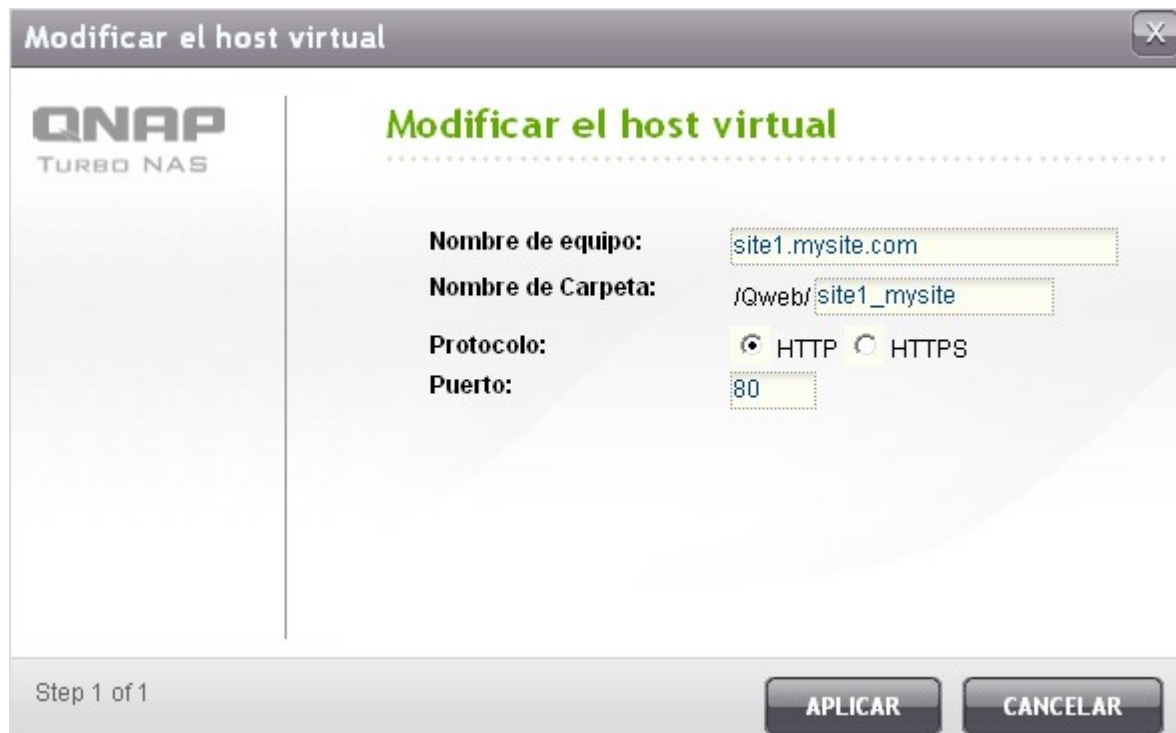 Modificar el host virtual
X
QNAP
TURBO NAS
Modificar el host virtual
Nombre de equipo: site1.mysite.com
Nombre de Carpeta: /Qweb/ site1_mysite
Protocolo: HTTP HTTPS
Puerto: 80
Step 1 of 1
APLICAR CANCELAR